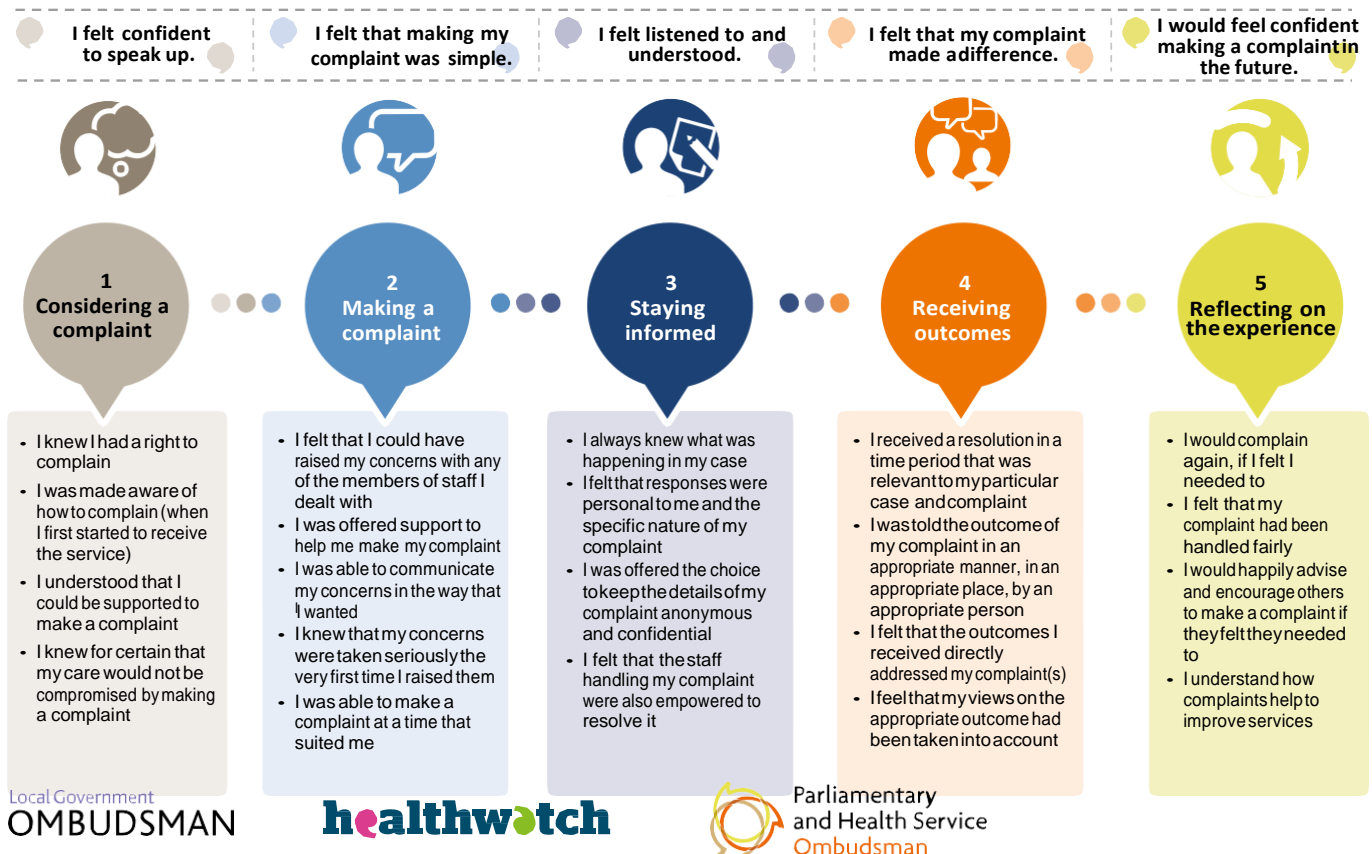 I felt confident
to speak up.
I felt that making my
complaint was simple.
I felt listened to and
understood.
I felt that my complaint
made adifference.
I would feel confident
making a complaint in
the future.
1
Considering a
complaint
2
Making a
complaint
3
Staying
informed
4
Receiving
outcomes
5
Reflecting on
the experience
• I knew I had a right to
complain
• I was made aware of
how to complain (when
I first started to receive
the service)
• I understood that I
could be supported to
make a complaint
• I knew for certain that
my care would not be
compromised by making
a complaint
• I felt that I could have
raised my concerns with any
of the members of staff I
dealt with
• I was offered support to
help me make my complaint
• I was able to communicate
my concerns in the way that
I wanted
• I knew that my concerns
were taken seriously the
very first time I raised them
• I was able to make a
complaint at a time that
suited me
• I always knew what was
happening in my case
• I felt that responses were
personal to me and the
specific nature of my
complaint
• I was offered the choice
to keep the details of my
complaint anonymous
and confidential
• I felt that the staff
handling my complaint
were also empowered to
resolve it
• I received a resolution in a
time period that was
relevant to my particular
case and complaint
• I was told the outcome of
my complaint in an
appropriate manner, in an
appropriate place, by an
appropriate person
• I felt that the outcomes I
received directly
addressed my complaint(s)
• I feel that my views on the
appropriate outcome had
been taken into account
• I would complain
again, if I felt I
needed to
• I felt that my
complaint had been
handled fairly
• I would happily advise
and encourage others
to make a complaint if
they felt they needed
to
• I understand how
complaints help to
improve services
Local Government
OMBUDSMAN
healthwatch
Parliamentary
and Health Service
Ombudsman